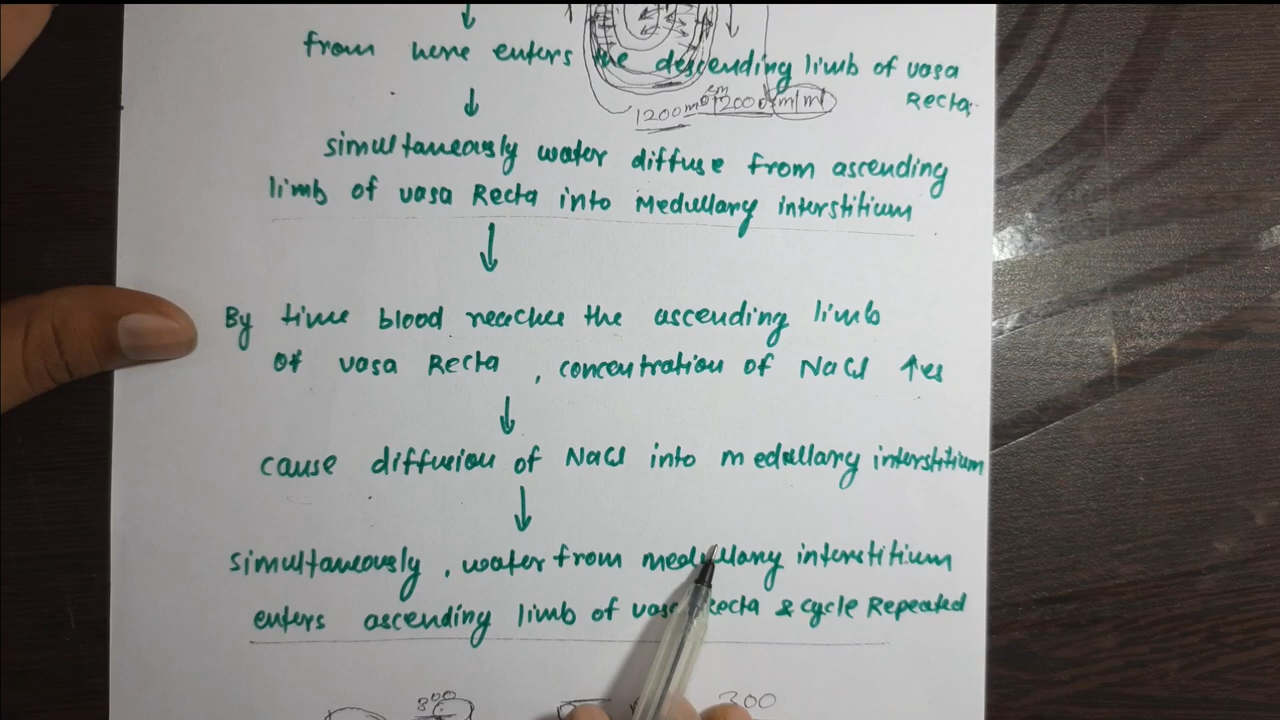 from here enters the descending limb of vasa
Recta
1200 m
simultaneously water diffuse from ascending
limb of vasa Recta into Medullary interstitium
By time blood reaches the ascending limb
of vasa Recta , concentration of NaCl ↑es
cause diffusion of NaCl into medullary interstitium
simultaneously , water from medullary interstitium
enters ascending limb of vasa Recta & cycle Repeated
800
300